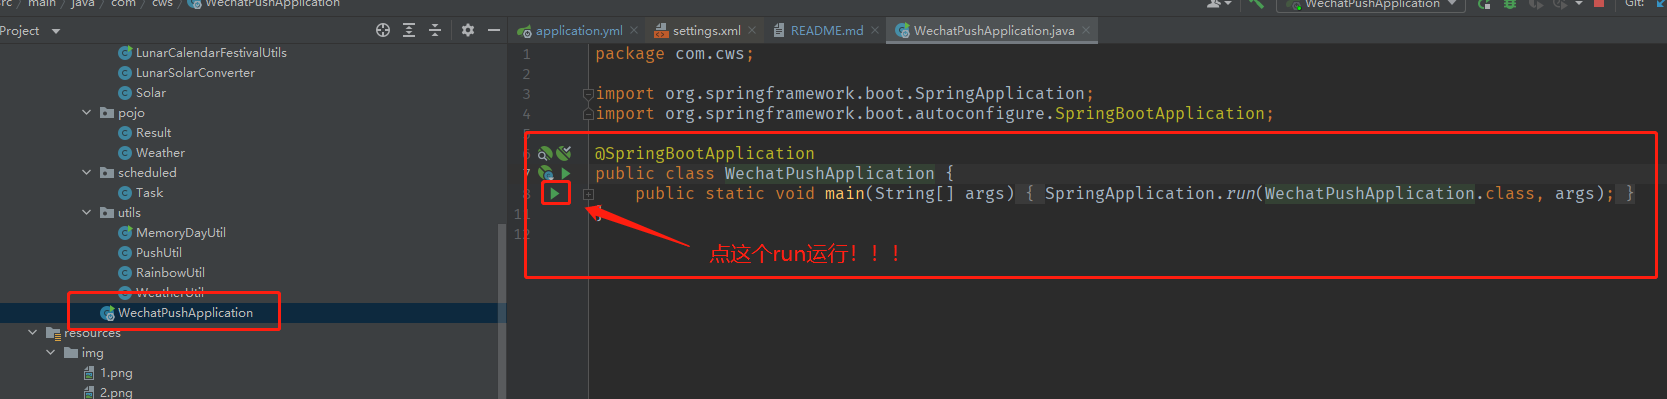 src / main / java / com / cws / WechatPushApplication
WechatPushApplication
Git:
Project
application.yml
settings.xml
README.md
WechatPushApplication.java
LunarCalendarFestivalUtils
LunarSolarConverter
Solar
pojo
Result
Weather
scheduled
Task
utils
MemoryDayUtil
PushUtil
RainbowUtil
WeatherUtil
WechatPushApplication
resources
img
1.png
2.png
1 package com.cws;
2
3 import org.springframework.boot.SpringApplication;
4 import org.springframework.boot.autoconfigure.SpringBootApplication;
5
6 @SpringBootApplication
7 public class WechatPushApplication {
8 public static void main(String[] args) { SpringApplication.run(WechatPushApplication.class, args); }
11 }
12
点这个run运行！！！